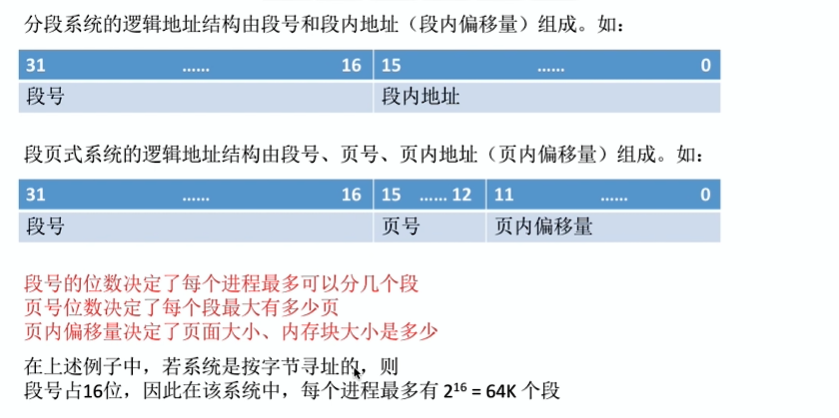 分段系统的逻辑地址结构由段号和段内地址（段内偏移量）组成。如：
31 …… 16 15 …… 0
段号 段内地址
段页式系统的逻辑地址结构由段号、页号、页内地址（页内偏移量）组成。如：
31 …… 16 15 …… 12 11 …… 0
段号 页号 页内偏移量
段号的位数决定了每个进程最多可以分几个段
页号位数决定了每个段最大有多少页
页内偏移量决定了页面大小、内存块大小是多少
在上述例子中，若系统是按字节寻址的，则
段号占16位，因此在该系统中，每个进程最多有 2¹⁶ = 64K 个段